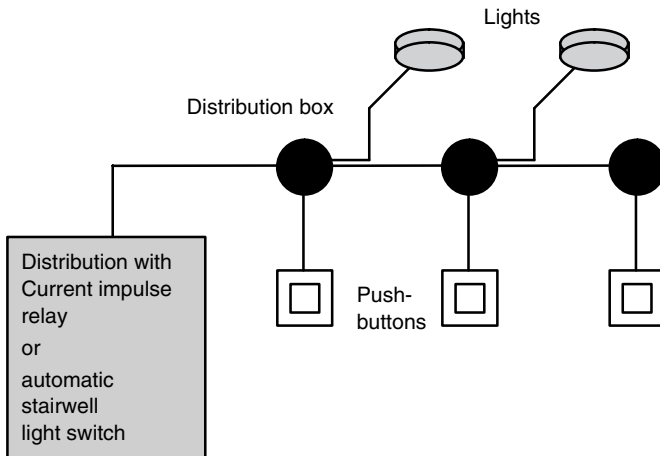 Lights
Distribution box
Distribution with
Current impulse
relay
or
automatic
stairwell
light switch
Push-
buttons